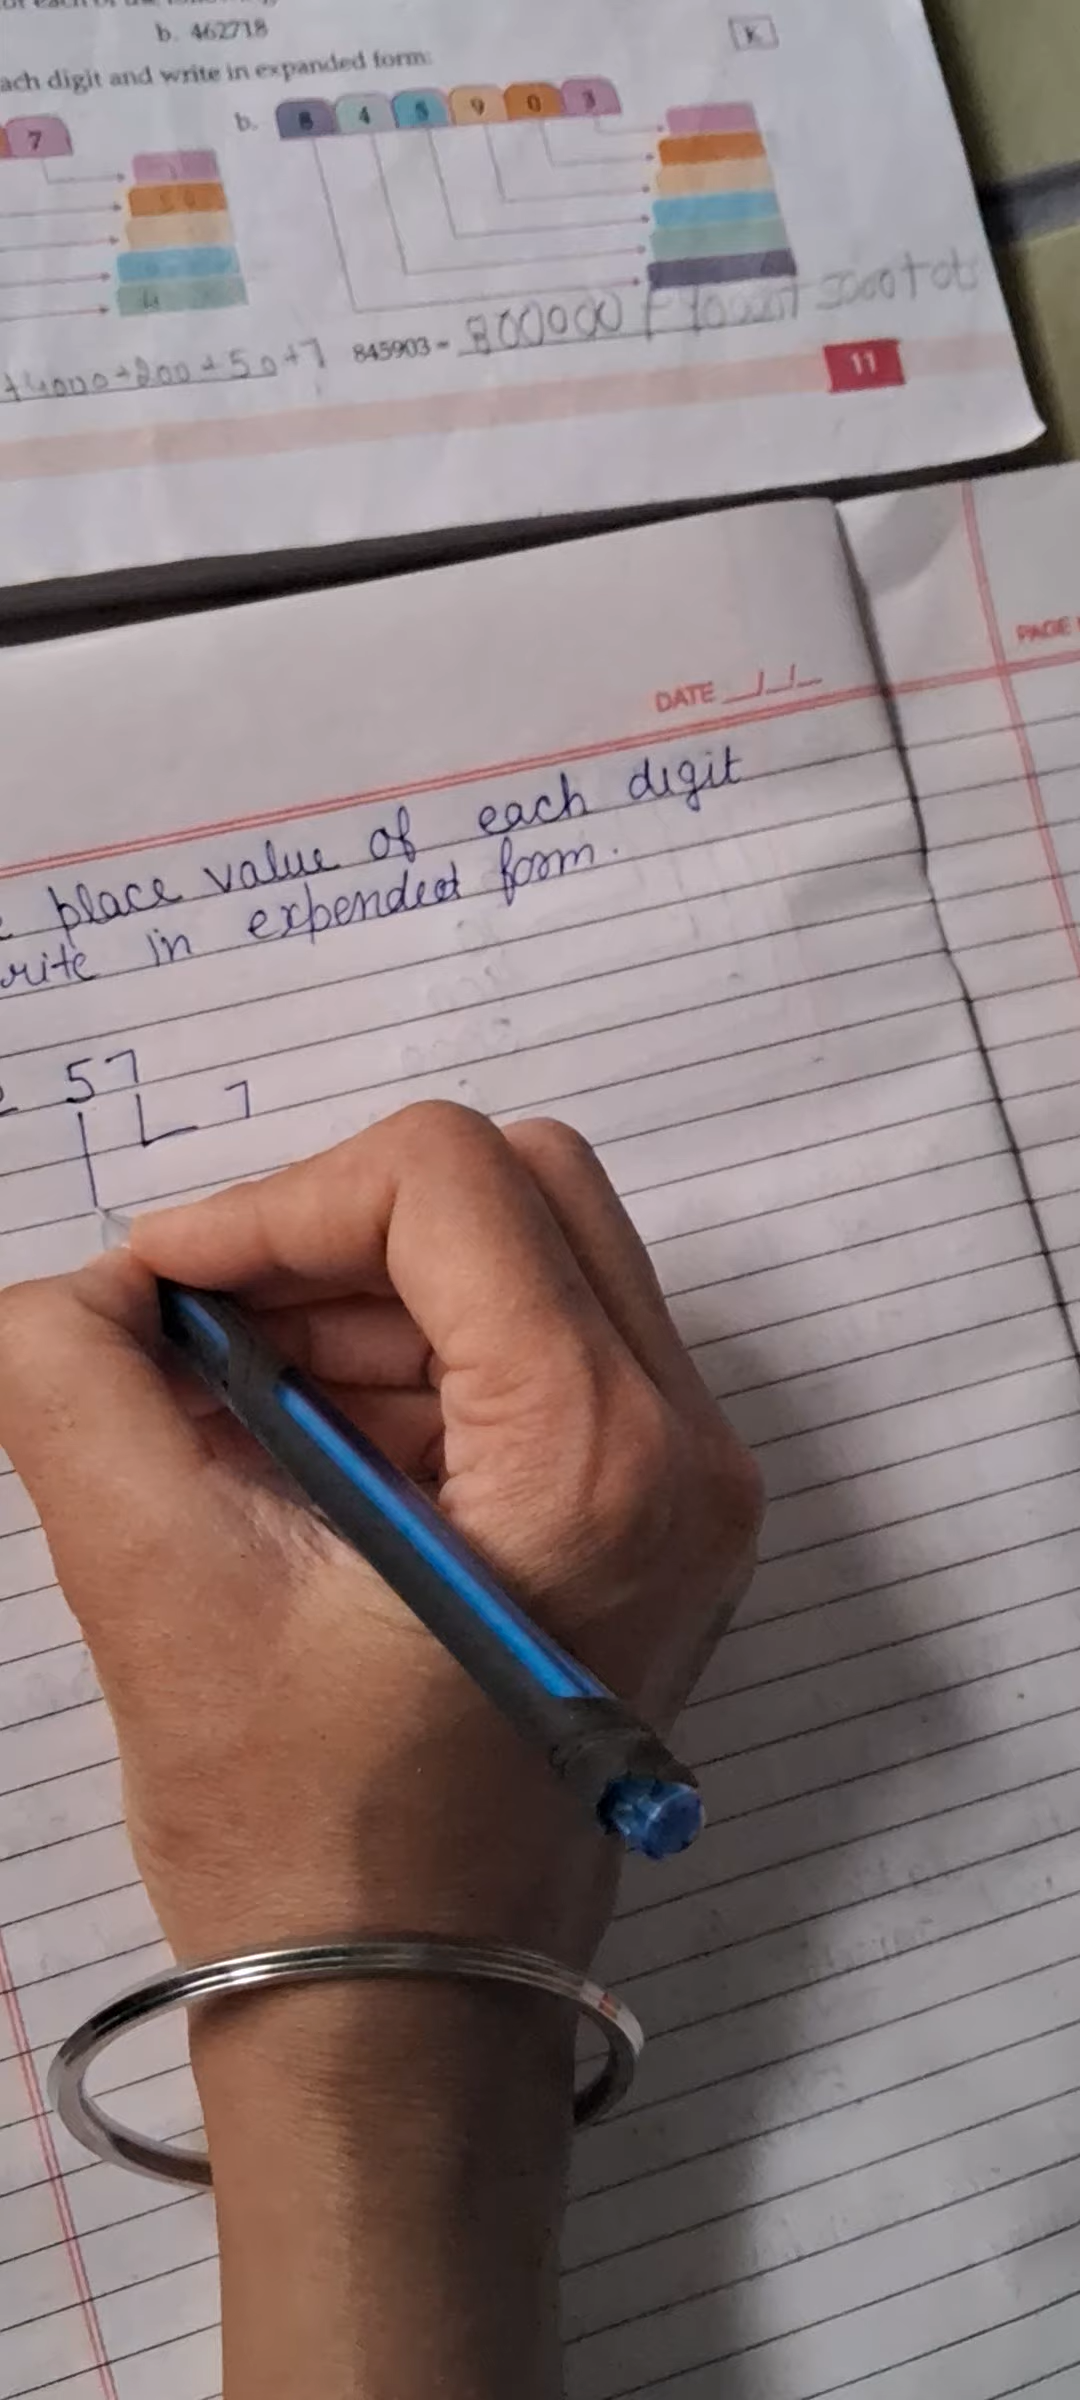 b. 462718
K
ach digit and write in expanded form:
7
b. 8 4 5 9 0 3
+4000+200+50+7
845903 = 800000 +
11
DATE
PAGE
place value of each digit
rite in expended form.
57
7